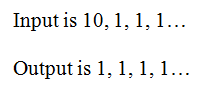 Input is 10, 1, 1, 1…
Output is 1, 1, 1, 1…